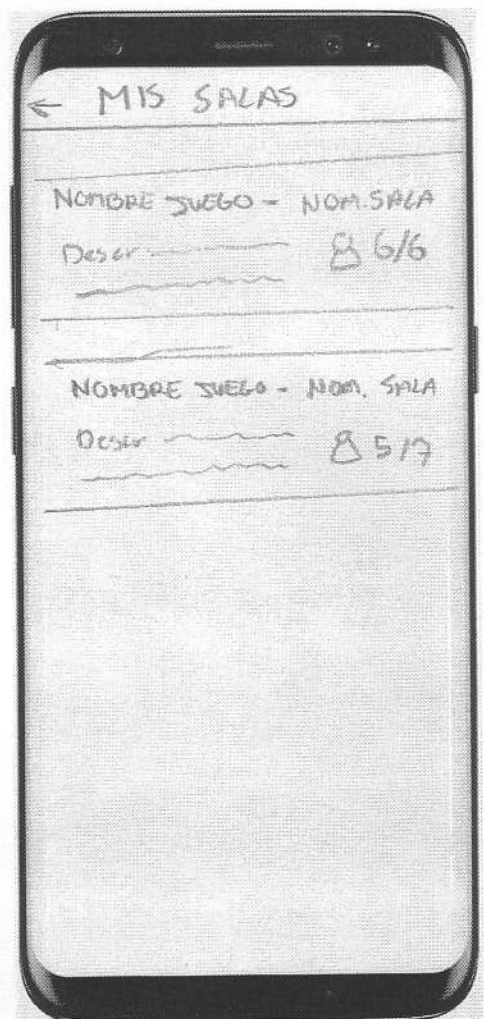 ← MIS SALAS
NOMBRE JUEGO - NOM.SALA
Descr
6/6
NOMBRE JUEGO - NOM. SALA
Descr
5/7